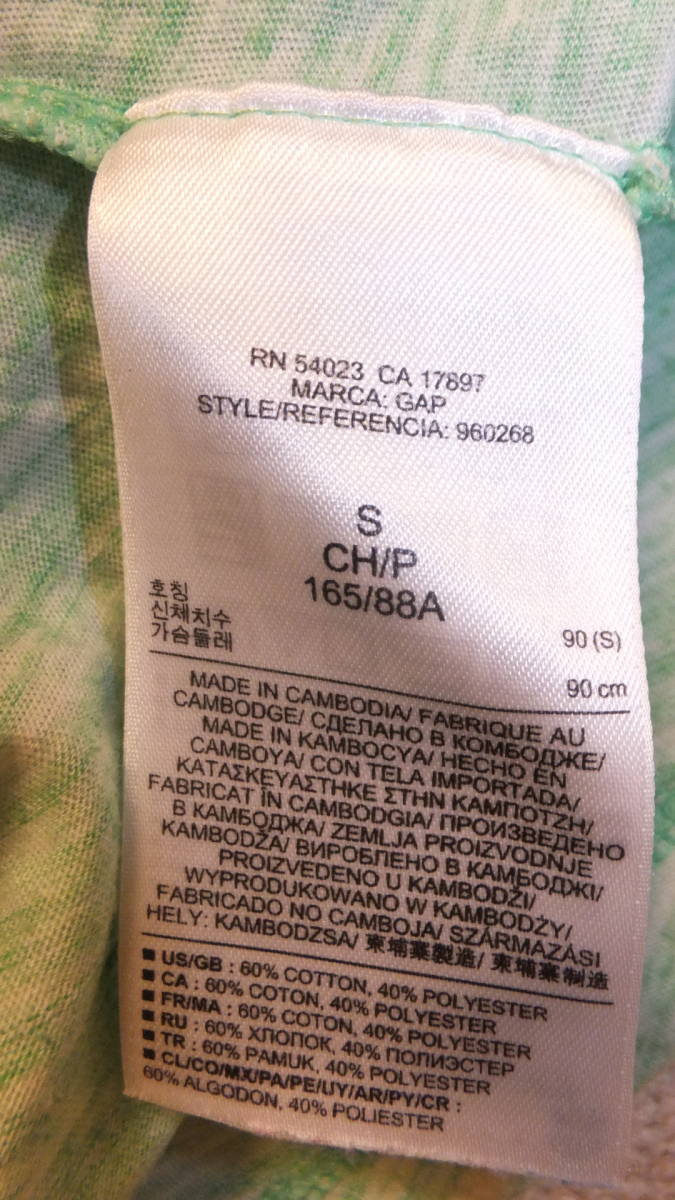 RN 54023 CA 17897
MARCA: GAP
STYLE/REFERENCIA: 960268
S
CH/P
165/88A
호칭
신체치수 90 (S)
가슴둘레 90 cm
MADE IN CAMBODIA/ FABRIQUE AU
CAMBODGE/ СДЕЛАНО В КОМБОДЖЕ/
MADE IN KAMBOCYA/ HECHO EN
CAMBOYA/ CON TELA IMPORTADA/
ΚΑΤΑΣΚΕΥΑΣΤΗΚΕ ΣΤΗΝ ΚΑΜΠΟΤΖΗ/
FABRICAT ÎN CAMBODGIA/ ПРОИЗВЕДЕНО
В КАМБОДЖА/ ZEMLJA PROIZVODNJE
KAMBODŽA/ ВИРОБЛЕНО В КАМБОДЖІ/
PROIZVEDENO U KAMBODŽI/
WYPRODUKOWANO W KAMBODŻY/
FABRICADO NO CAMBOJA/ SZÁRMAZÁSI
HELY: KAMBODZSA/ 柬埔寨製造/ 柬埔寨制造
■ US/GB : 60% COTTON, 40% POLYESTER
■ CA : 60% COTON, 40% POLYESTER
■ FR/MA : 60% COTON, 40% POLYESTER
■ RU : 60% ХЛОПОК, 40% ПОЛИЭСТЕР
■ TR : 60% PAMUK, 40% POLYESTER
■ CL/CO/MX/PA/PE/UY/AR/PY/CR :
60% ALGODON, 40% POLIESTER